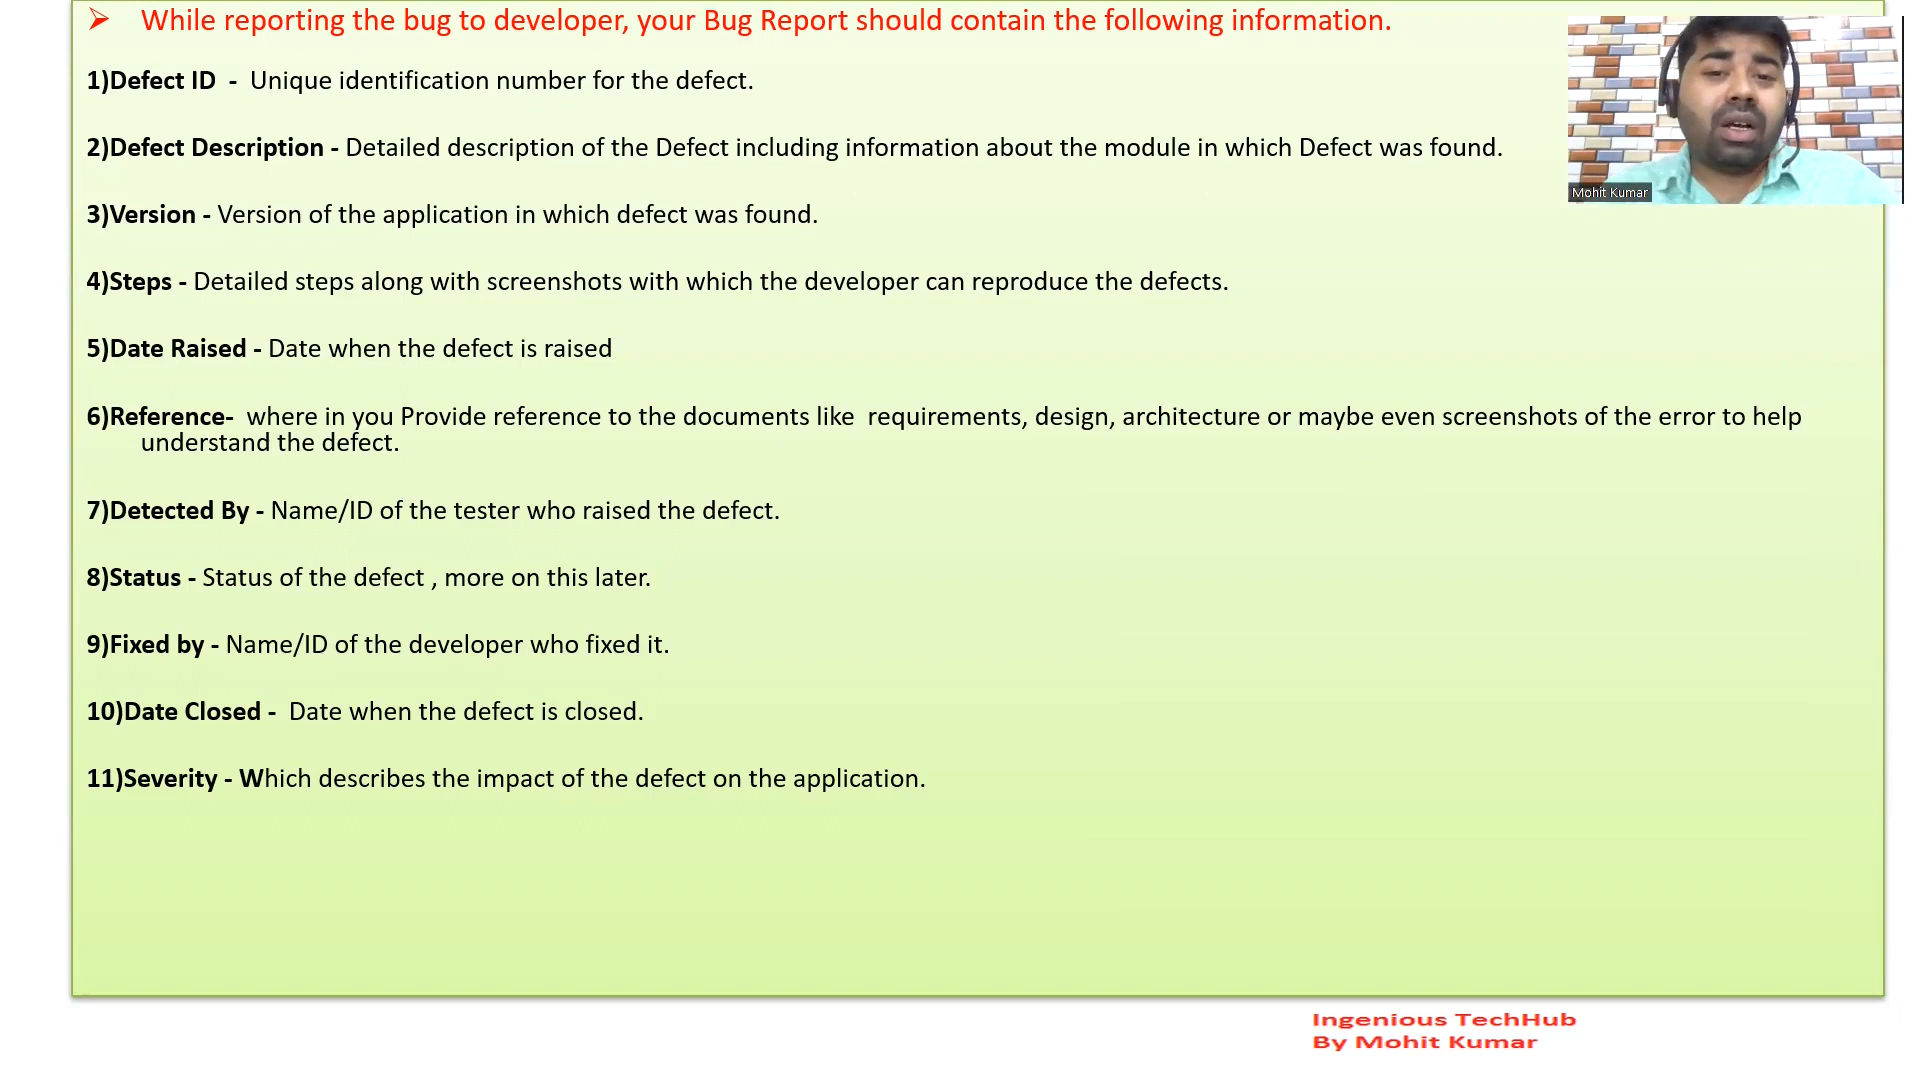 ➢ While reporting the bug to developer, your Bug Report should contain the following information.
1)Defect ID - Unique identification number for the defect.
2)Defect Description - Detailed description of the Defect including information about the module in which Defect was found.
3)Version - Version of the application in which defect was found.
4)Steps - Detailed steps along with screenshots with which the developer can reproduce the defects.
5)Date Raised - Date when the defect is raised
6)Reference- where in you Provide reference to the documents like requirements, design, architecture or maybe even screenshots of the error to help
understand the defect.
7)Detected By - Name/ID of the tester who raised the defect.
8)Status - Status of the defect , more on this later.
9)Fixed by - Name/ID of the developer who fixed it.
10)Date Closed - Date when the defect is closed.
11)Severity - Which describes the impact of the defect on the application.
Mohit Kumar
Ingenious TechHub
By Mohit Kumar